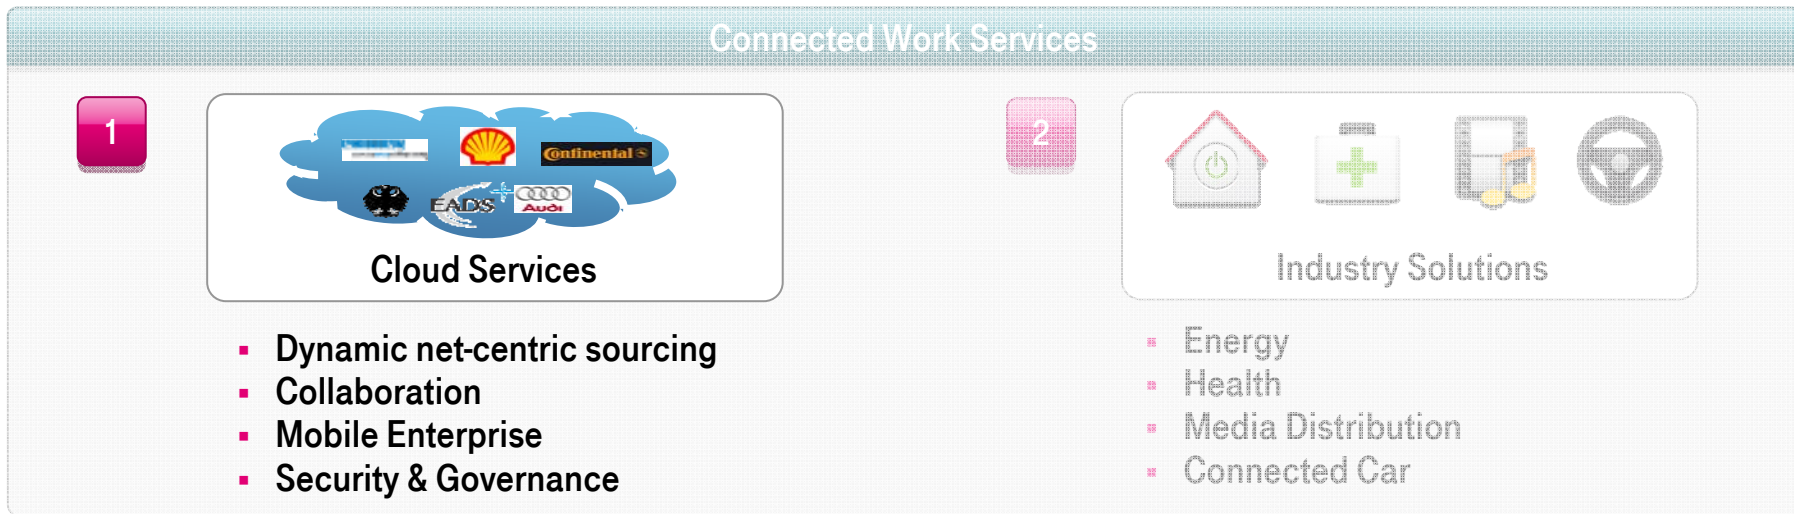 Connected Work Services
1
Continental
EADS
Audi
Cloud Services
Dynamic net-centric sourcing
Collaboration
Mobile Enterprise
Security & Governance
2
Industry Solutions
Energy
Health
Media Distribution
Connected Car